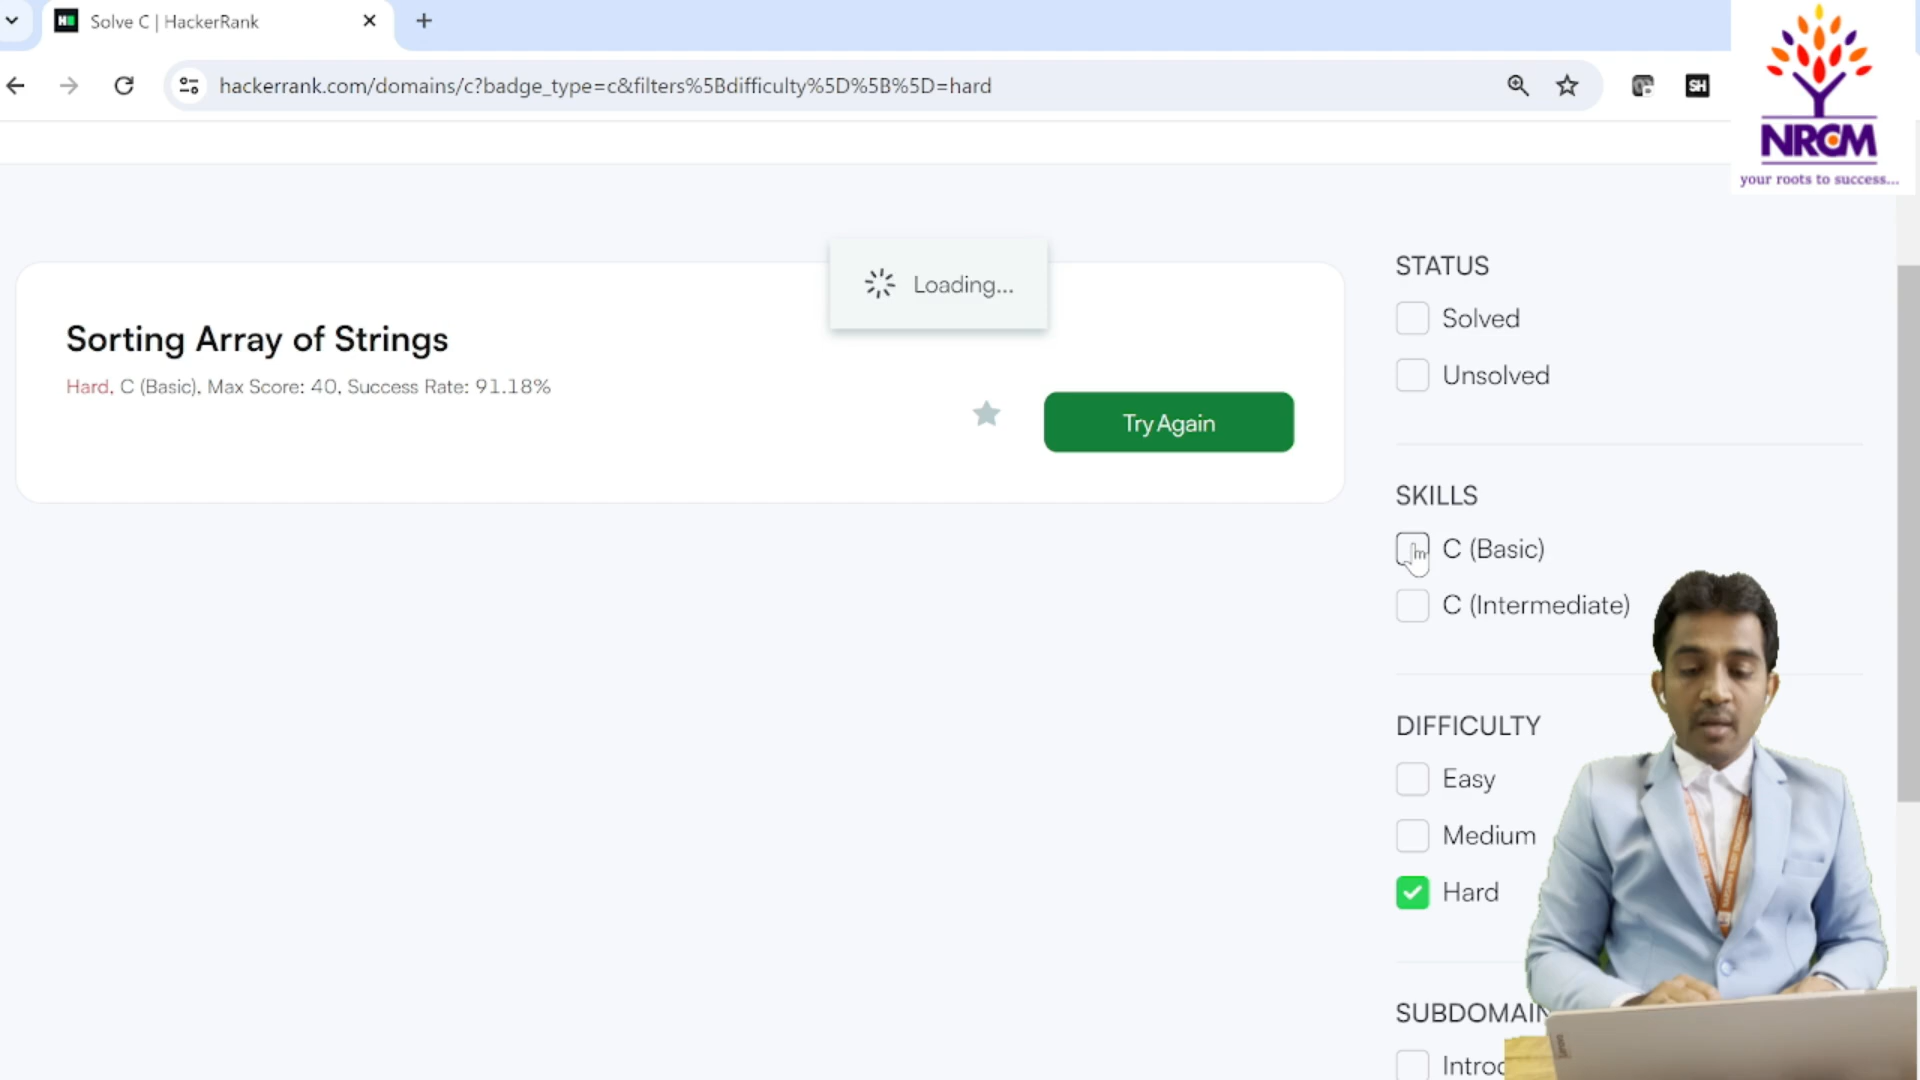 Solve C | HackerRank
hackerrank.com/domains/c?badge_type=c&filters%5Bdifficulty%5D%5B%5D=hard
SH
NRCM
your roots to success...
Loading...
Sorting Array of Strings
Hard, C (Basic), Max Score: 40, Success Rate: 91.18%
Try Again
STATUS
Solved
Unsolved
SKILLS
C (Basic)
C (Intermediate)
DIFFICULTY
Easy
Medium
Hard